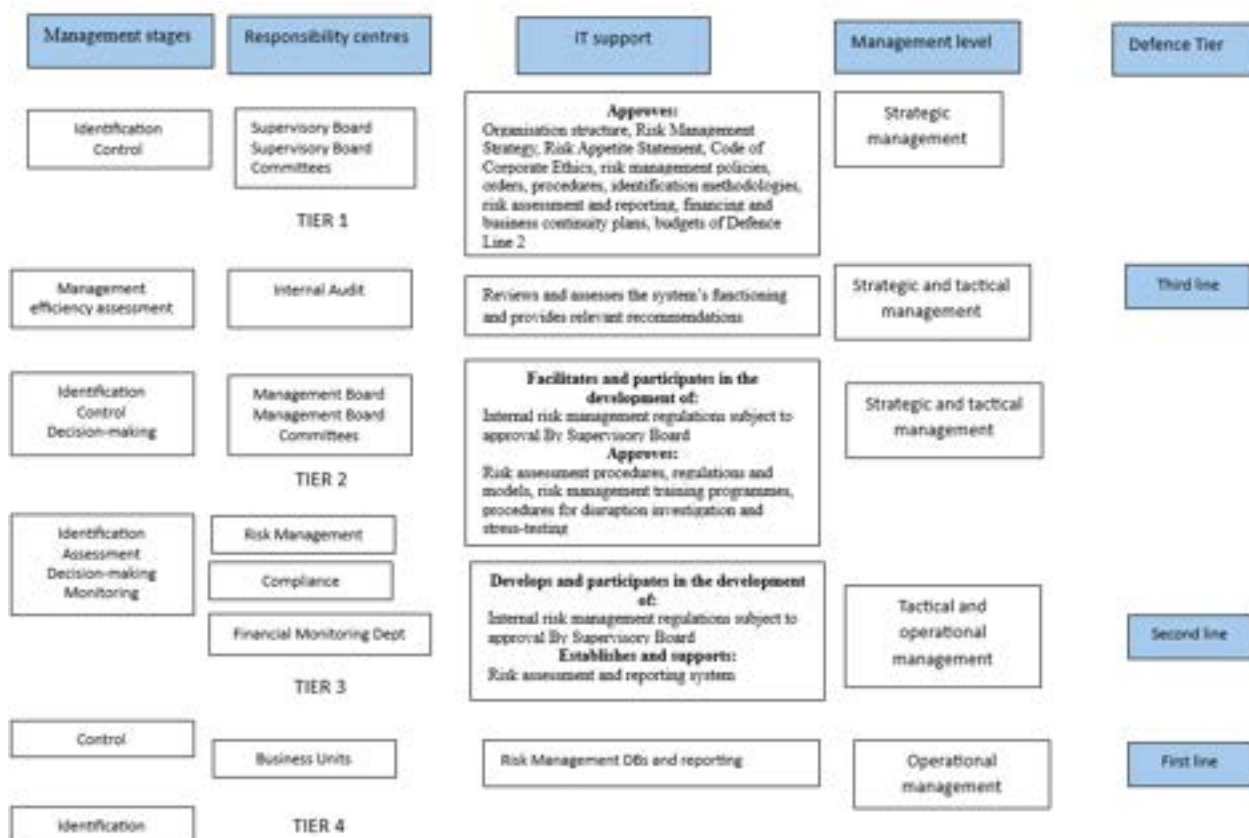 Management stages
Responsibility centres
IT support
Management level
Defence Tier
Identification
Control
Supervisory Board
Supervisory Board
Committees
TIER 1
Approves:
Organisation structure, Risk Management
Strategy, Risk Appetite Statement, Code of
Corporate Ethics, risk management policies,
orders, procedures, identification methodologies,
risk assessment and reporting, financing and
business continuity plans, budgets of Defence
Line 2
Strategic
management
Management
efficiency assessment
Internal Audit
Reviews and assesses the system's functioning
and provides relevant recommendations
Strategic and tactical
management
Third line
Identification
Control
Decision-making
Management Board
Management Board
Committees
TIER 2
Facilitates and participates in the
development of:
Internal risk management regulations subject to
approval By Supervisory Board
Approves:
Risk assessment procedures, regulations and
models, risk management training programmes,
procedures for disruption investigation and
stress-testing
Strategic and tactical
management
Identification
Assessment
Decision-making
Monitoring
Risk Management
Compliance
Financial Monitoring Dept
TIER 3
Develops and participates in the development
of:
Internal risk management regulations subject to
approval By Supervisory Board
Establishes and supports:
Risk assessment and reporting system
Tactical and
operational
management
Second line
Control
Business Units
Risk Management DBs and reporting
Operational
management
First line
Identification
TIER 4